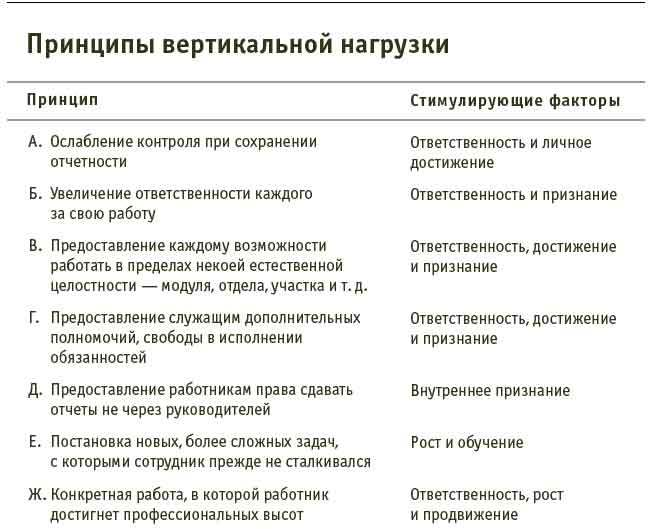 Принципы вертикальной нагрузки
Принцип Стимулирующие факторы
А. Ослабление контроля при сохранении Ответственность и личное
отчетности достижение
Б. Увеличение ответственности каждого Ответственность и признание
за свою работу
В. Предоставление каждому возможности Ответственность, достижение
работать в пределах некоей естественной и признание
целостности — модуля, отдела, участка и т. д.
Г. Предоставление служащим дополнительных Ответственность, достижение
полномочий, свободы в исполнении и признание
обязанностей
Д. Предоставление работникам права сдавать Внутреннее признание
отчеты не через руководителей
Е. Постановка новых, более сложных задач, Рост и обучение
с которыми сотрудник прежде не сталкивался
Ж. Конкретная работа, в которой работник Ответственность, рост
достигнет профессиональных высот и продвижение